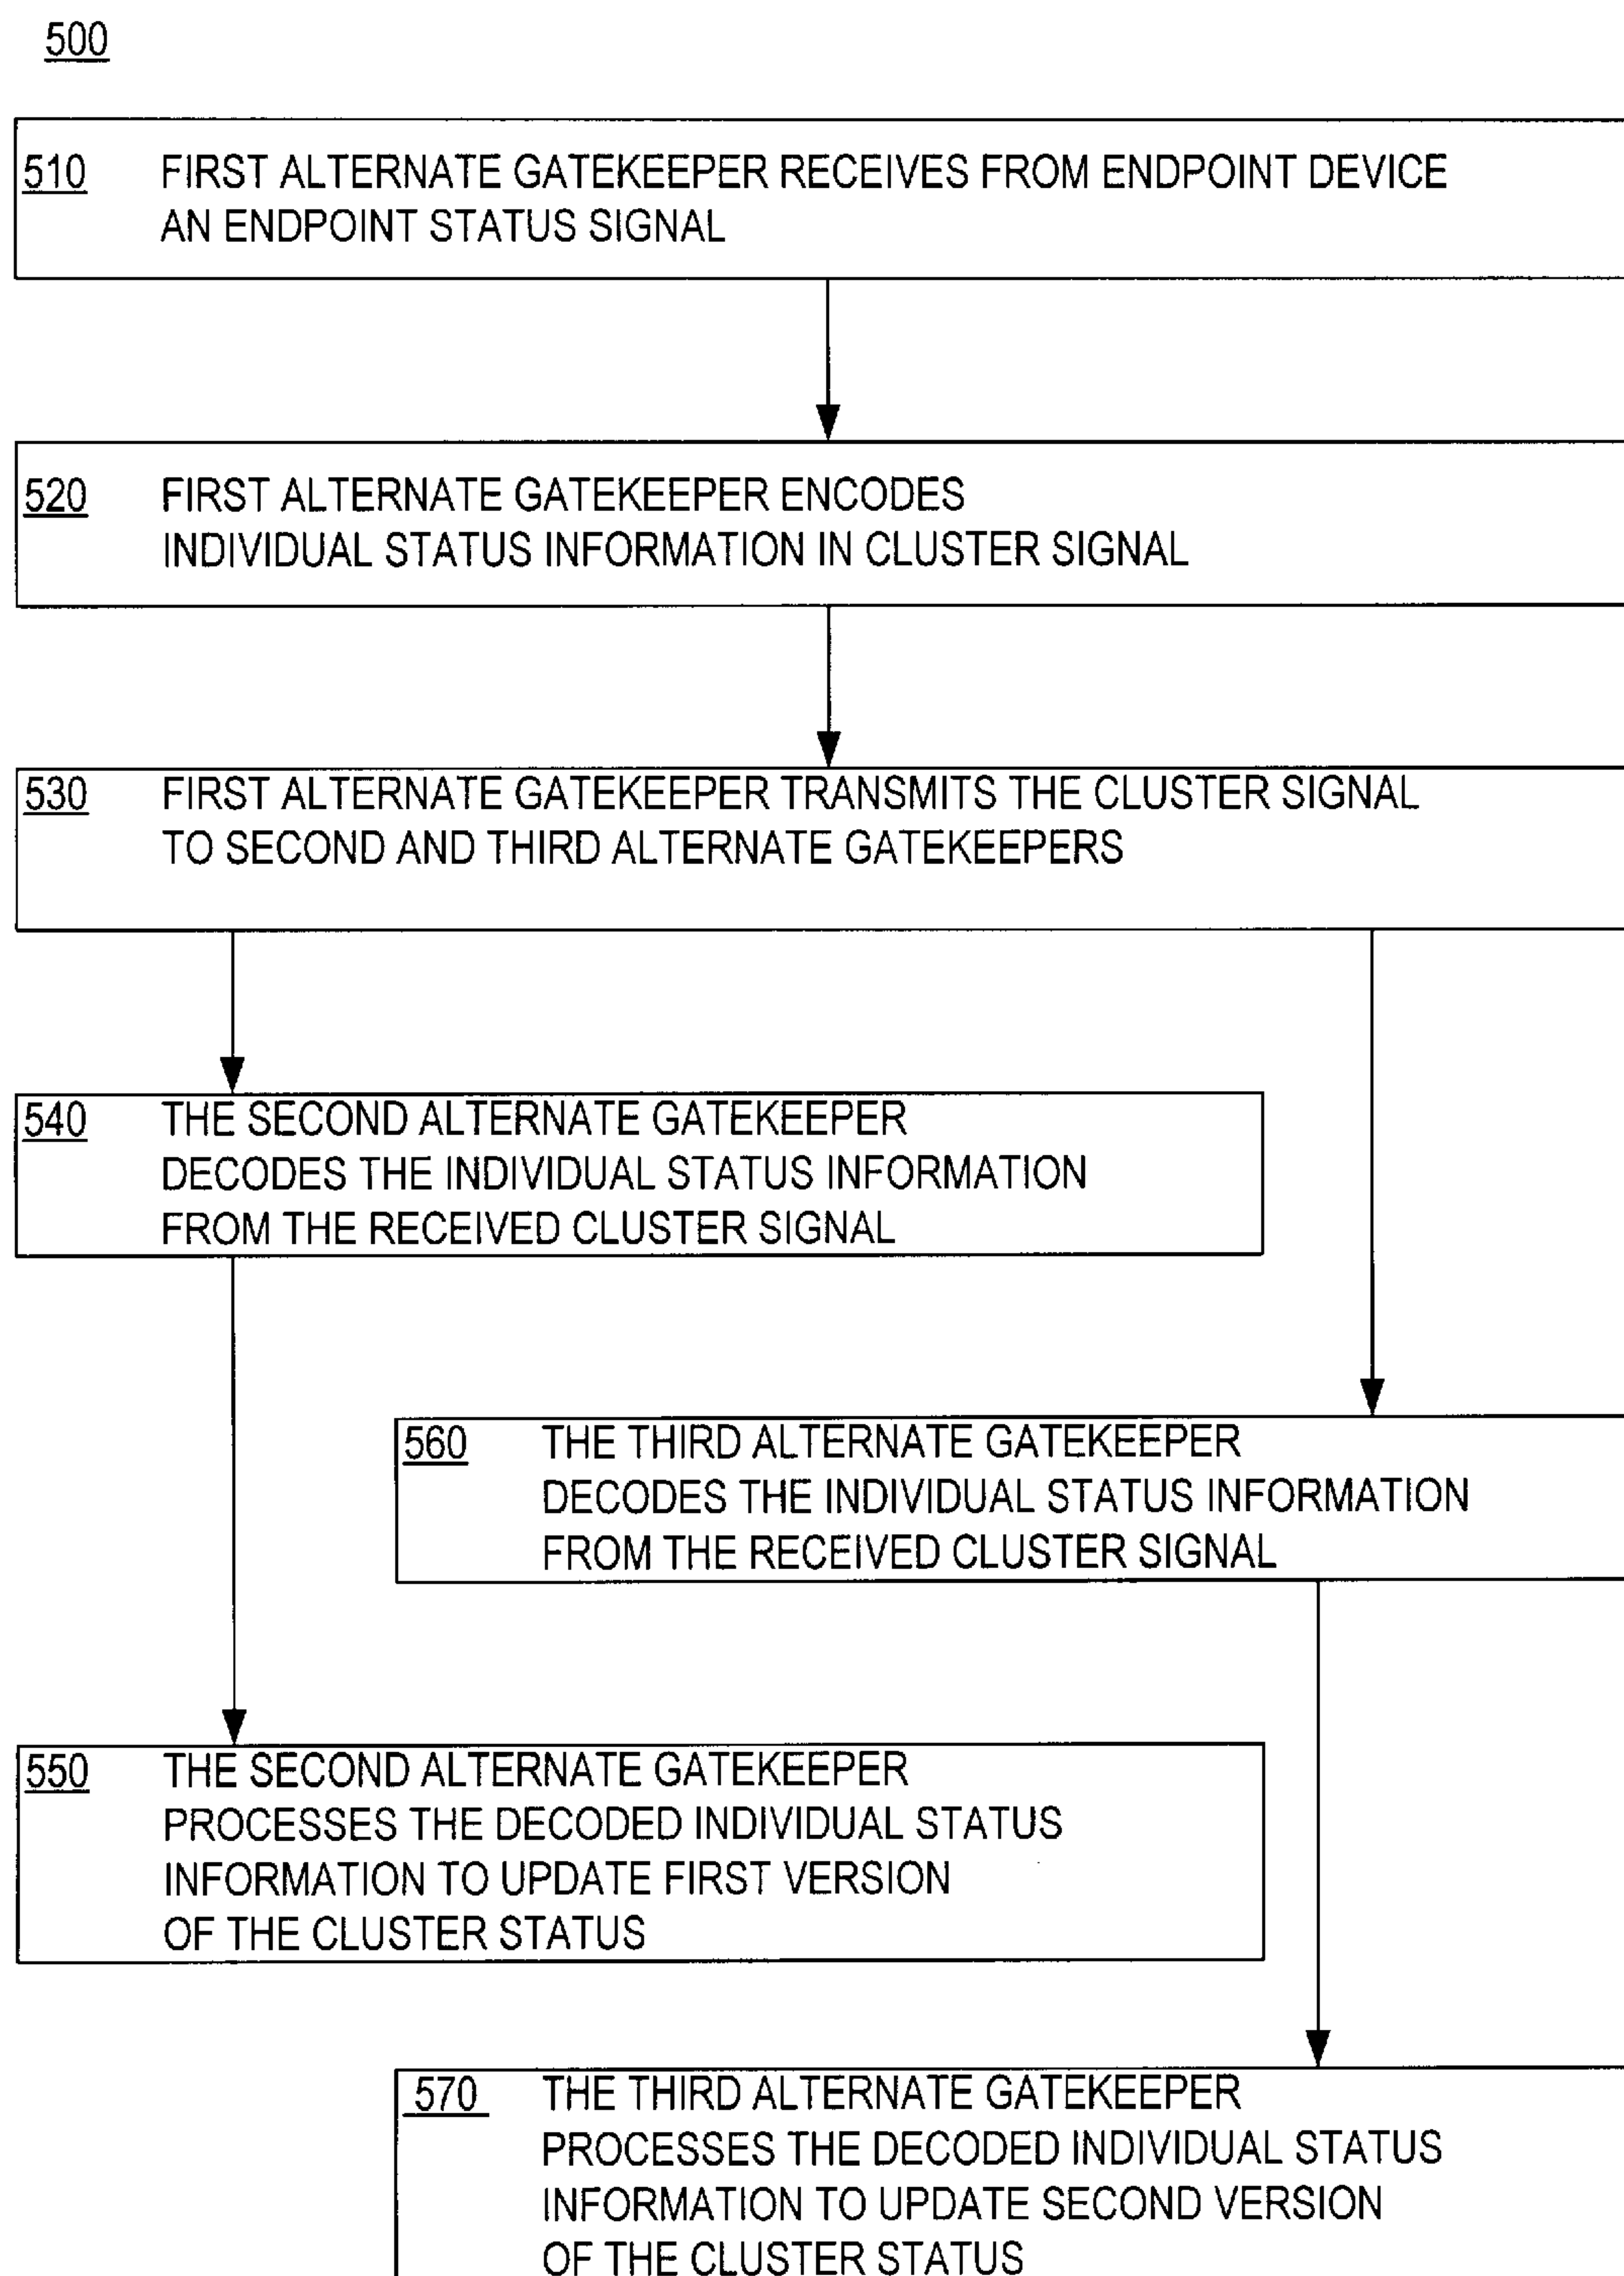 500
510 FIRST ALTERNATE GATEKEEPER RECEIVES FROM ENDPOINT DEVICE
AN ENDPOINT STATUS SIGNAL
520 FIRST ALTERNATE GATEKEEPER ENCODES
INDIVIDUAL STATUS INFORMATION IN CLUSTER SIGNAL
530 FIRST ALTERNATE GATEKEEPER TRANSMITS THE CLUSTER SIGNAL
TO SECOND AND THIRD ALTERNATE GATEKEEPERS
540 THE SECOND ALTERNATE GATEKEEPER
DECODES THE INDIVIDUAL STATUS INFORMATION
FROM THE RECEIVED CLUSTER SIGNAL
560 THE THIRD ALTERNATE GATEKEEPER
DECODES THE INDIVIDUAL STATUS INFORMATION
FROM THE RECEIVED CLUSTER SIGNAL
550 THE SECOND ALTERNATE GATEKEEPER
PROCESSES THE DECODED INDIVIDUAL STATUS
INFORMATION TO UPDATE FIRST VERSION
OF THE CLUSTER STATUS
570 THE THIRD ALTERNATE GATEKEEPER
PROCESSES THE DECODED INDIVIDUAL STATUS
INFORMATION TO UPDATE SECOND VERSION
OF THE CLUSTER STATUS